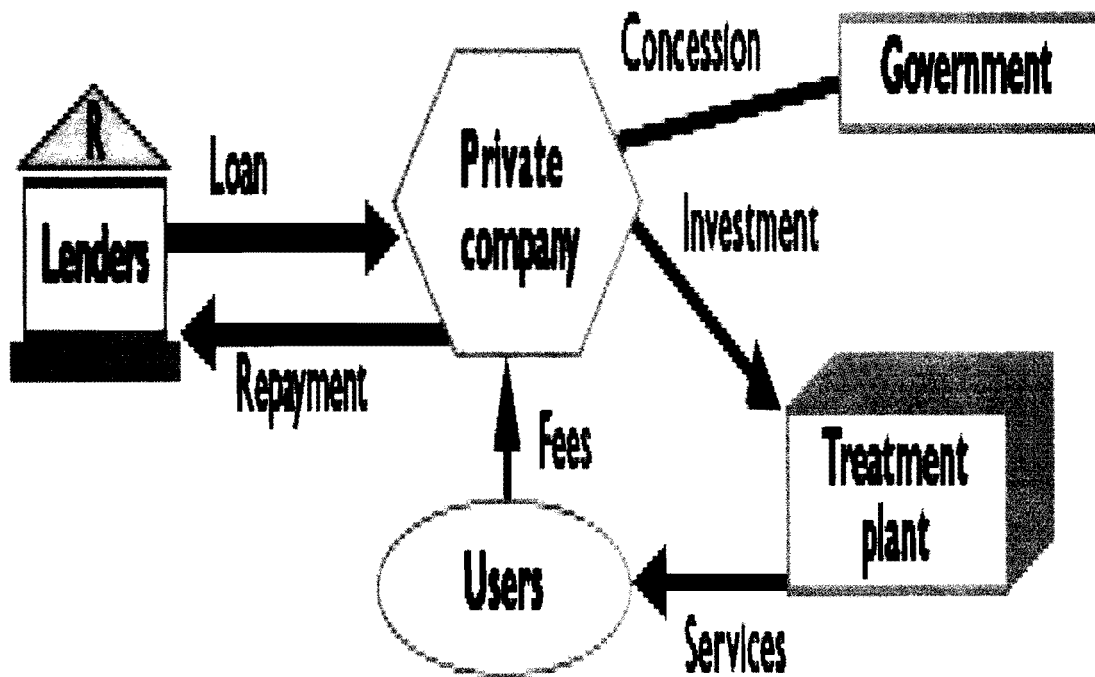 Concession
Government
R
Loan
Private
company
Lenders
Investment
Repayment
Fees
Treatment
plant
Users
Services